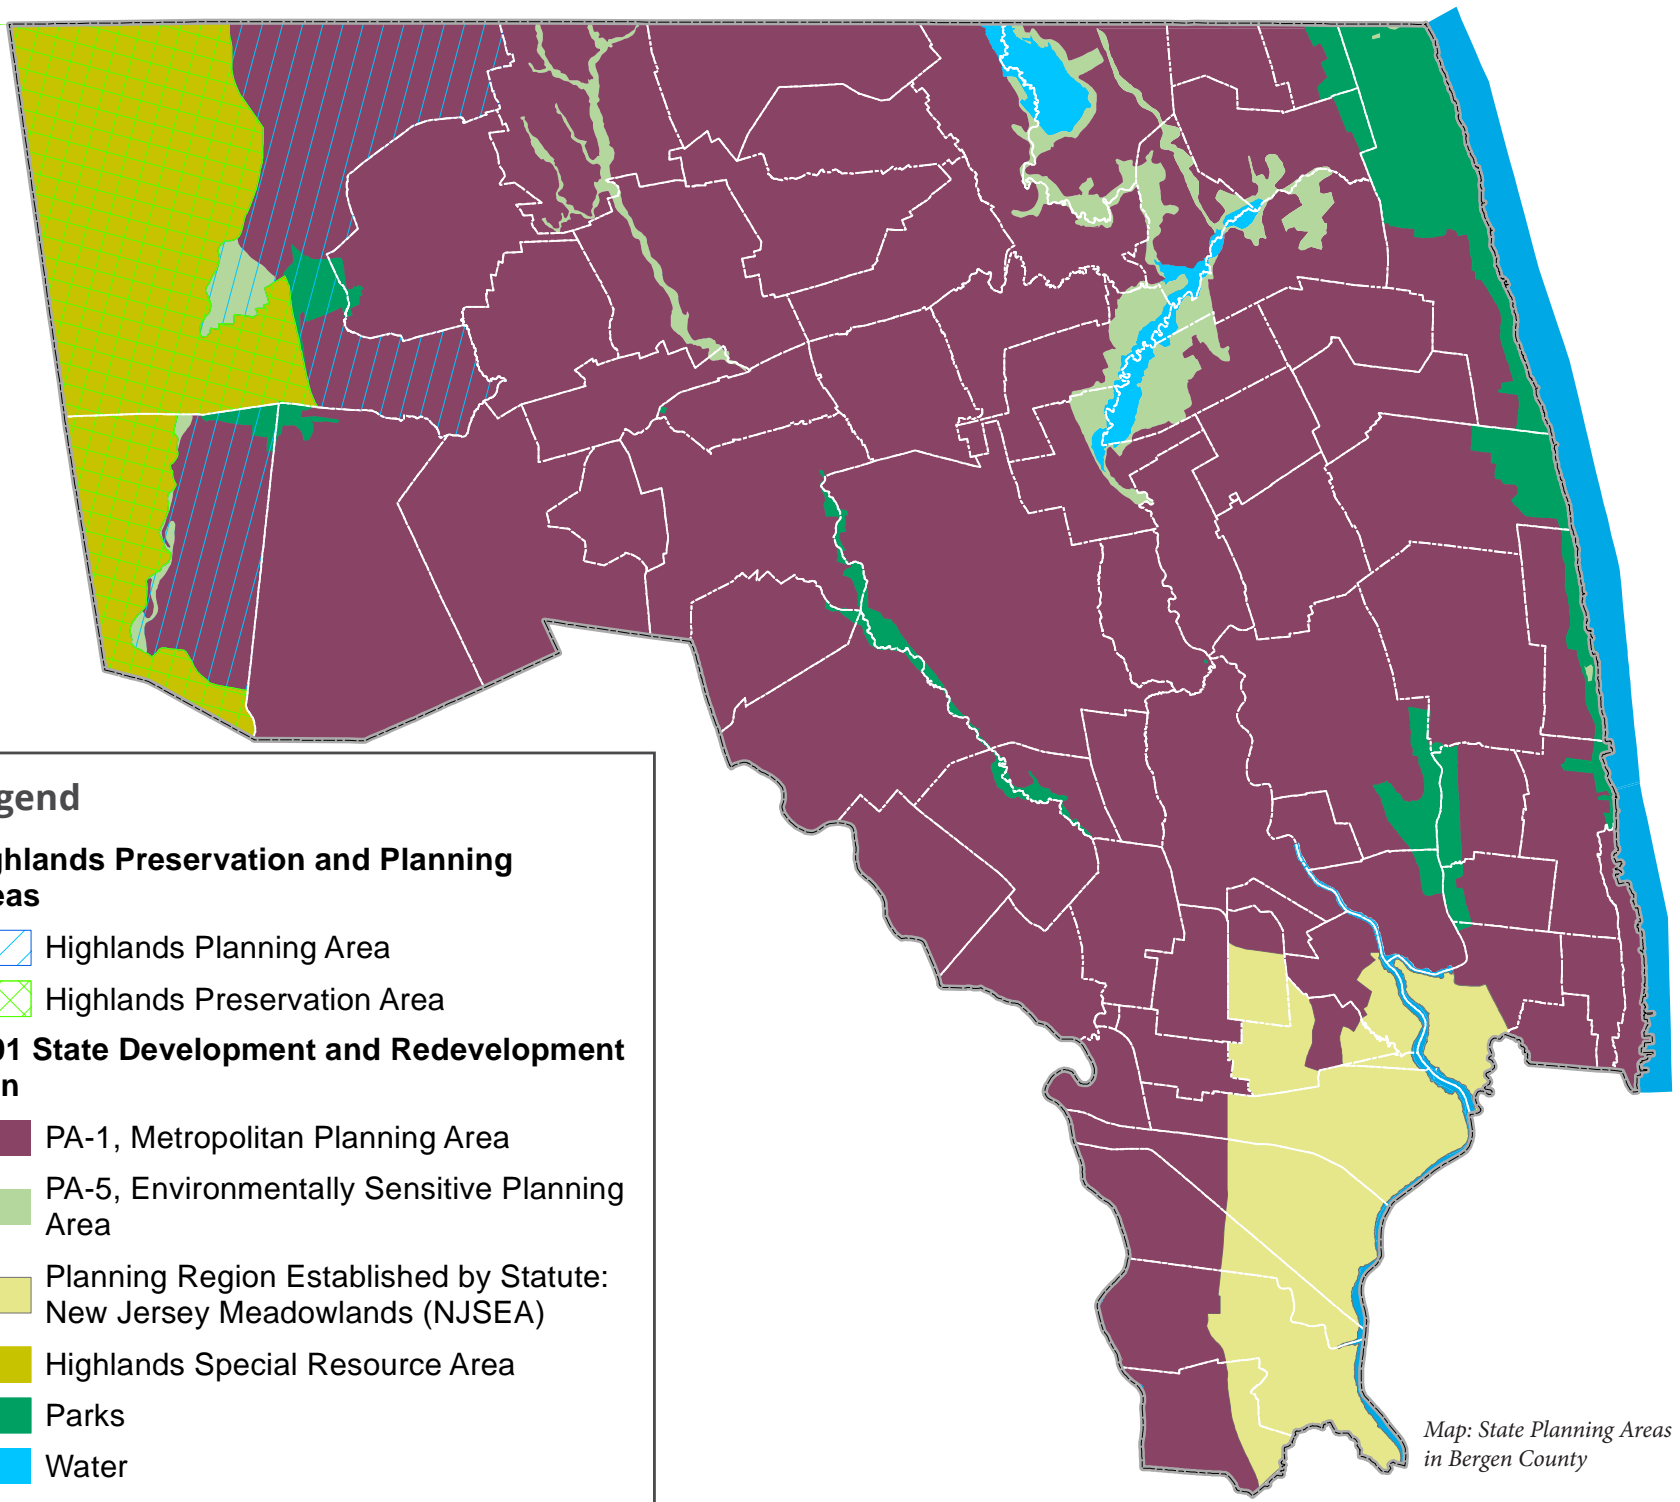 gend
ghlands Preservation and Planning
eas
Highlands Planning Area
Highlands Preservation Area
01 State Development and Redevelopment
n
PA-1, Metropolitan Planning Area
PA-5, Environmentally Sensitive Planning
Area
Planning Region Established by Statute:
New Jersey Meadowlands (NJSEA)
Highlands Special Resource Area
Parks
Water
Map: State Planning Areas
in Bergen County